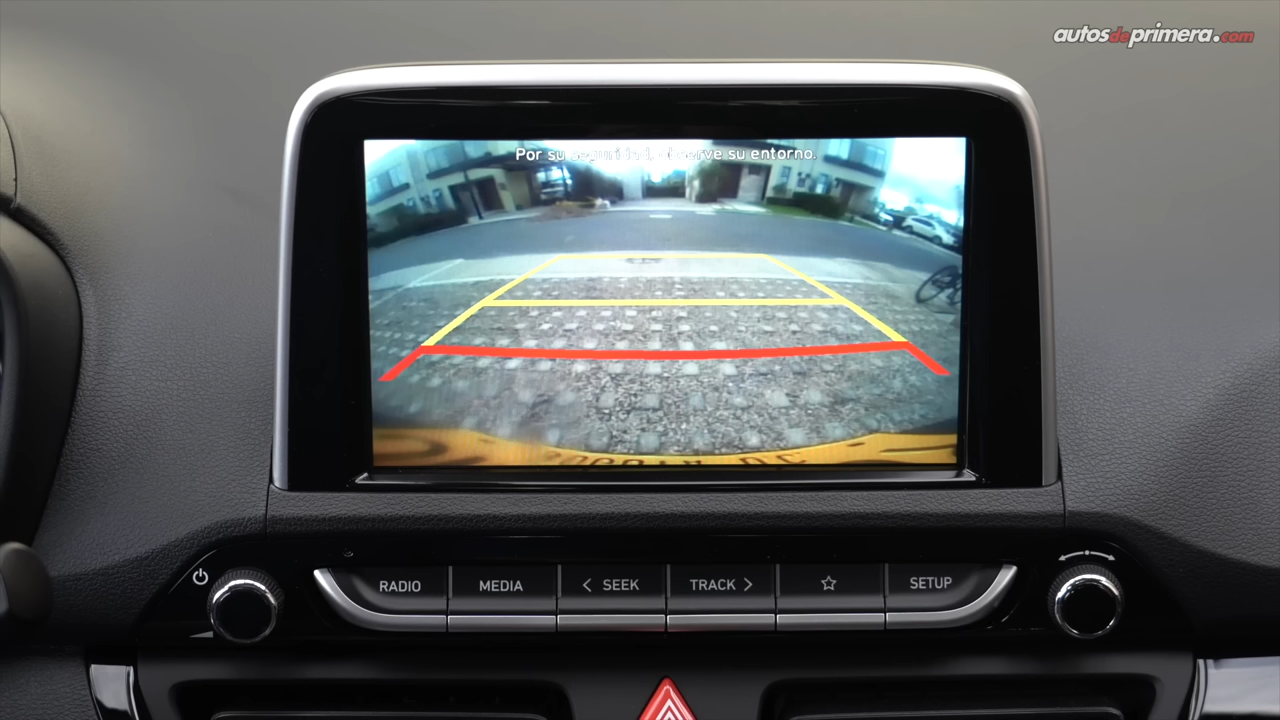 autosdeprimera.com
Por su seguridad, observe su entorno.
RADIO
MEDIA
< SEEK
TRACK >
SETUP